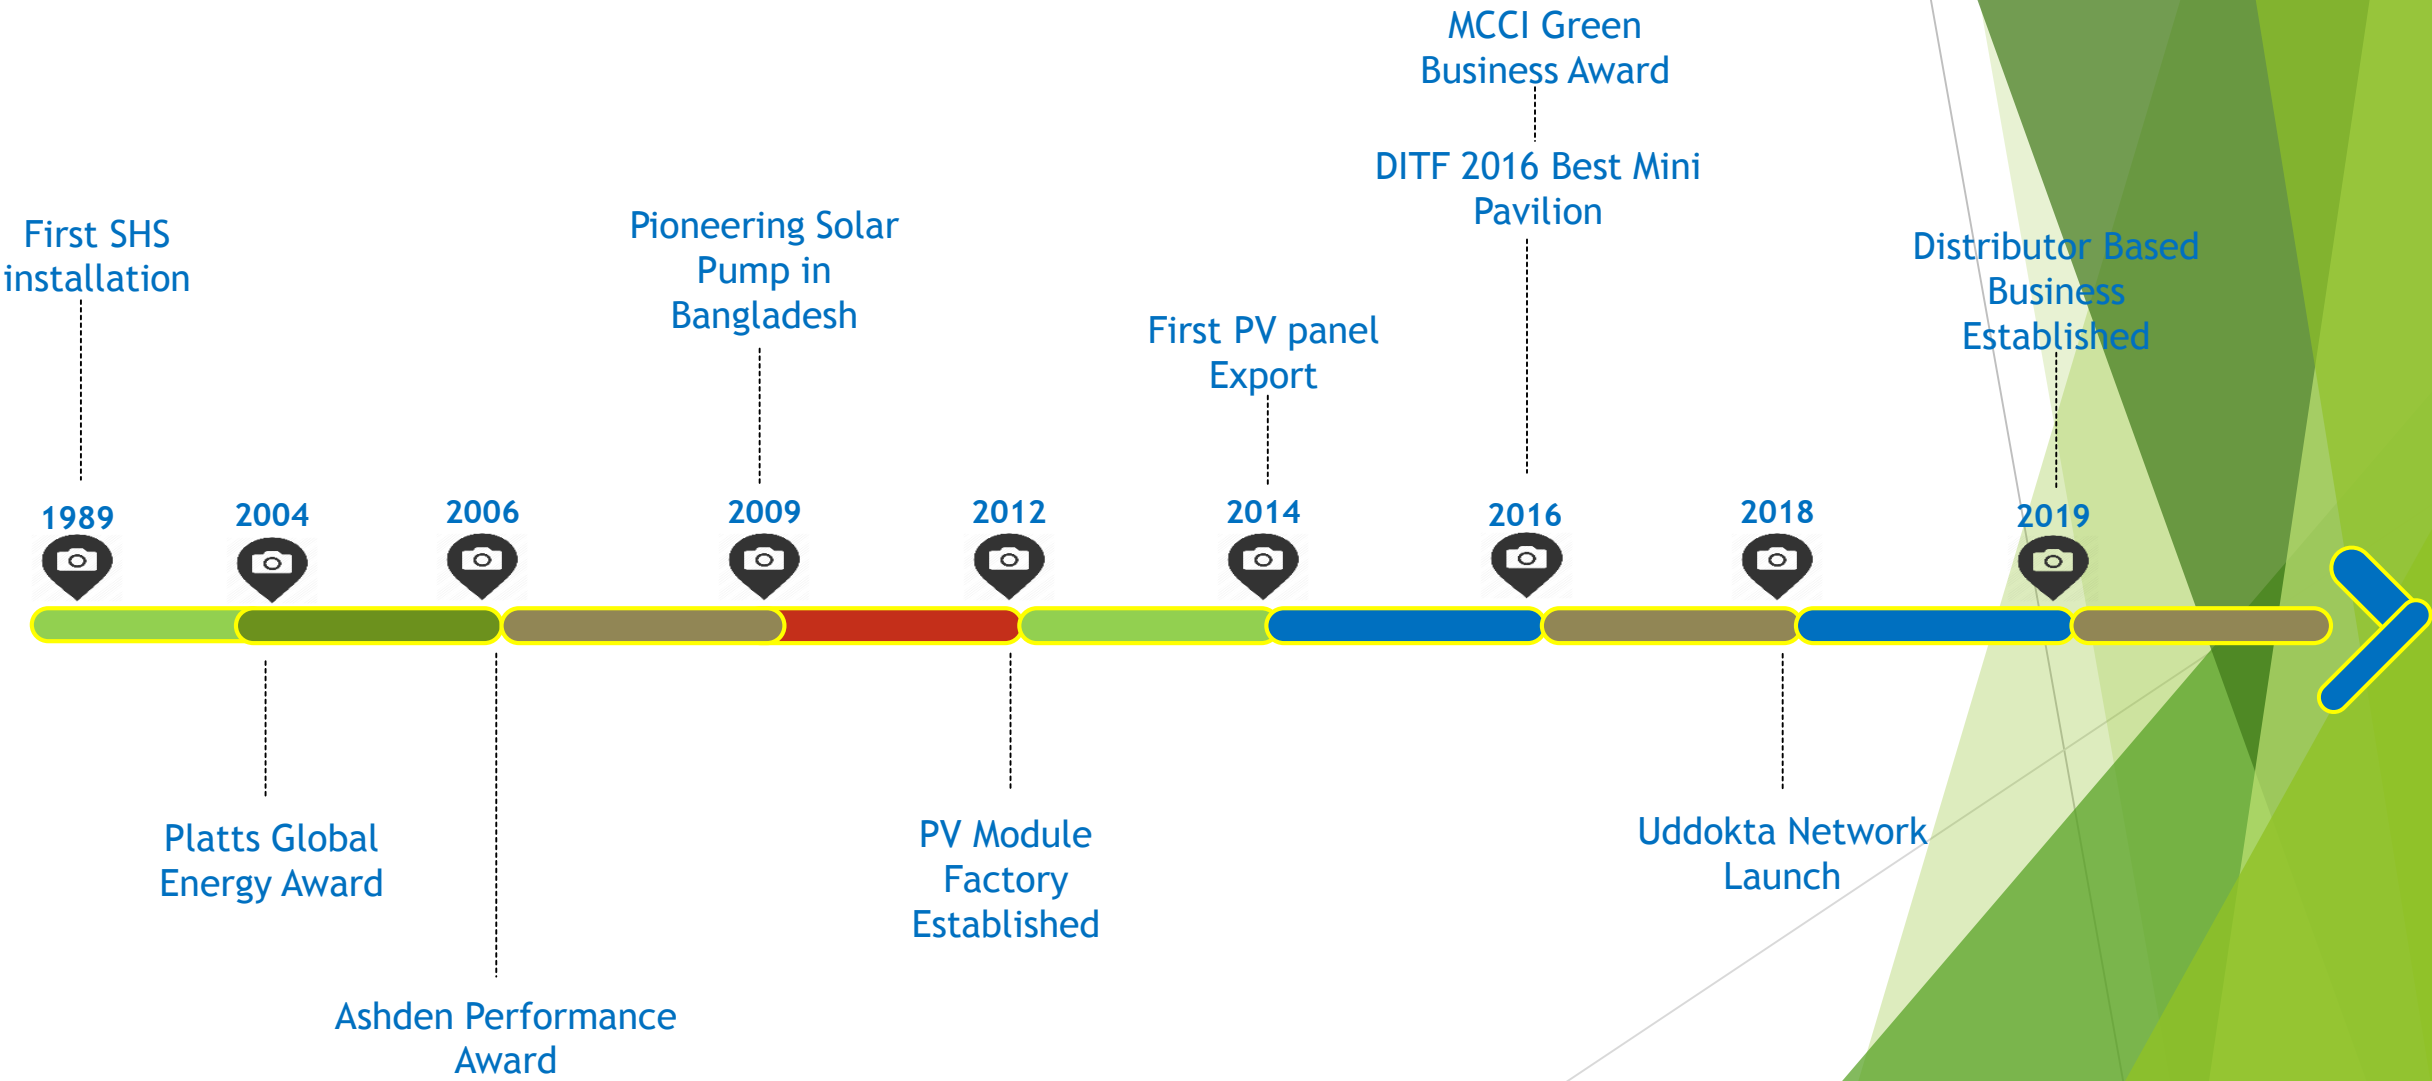 MCCI Green
Business Award
DITF 2016 Best Mini
Pavilion
First SHS
installation
Pioneering Solar
Pump in
Bangladesh
First PV panel
Export
Distributor Based
Business
Established
1989
2004
2006
2009
2012
2014
2016
2018
2019
Platts Global
Energy Award
Ashden Performance
Award
PV Module
Factory
Established
Uddokta Network
Launch